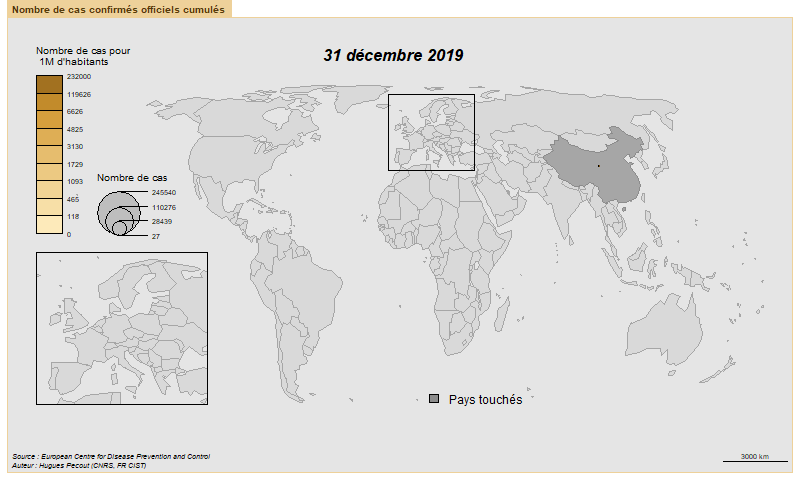 Nombre de cas confirmés officiels cumulés
31 décembre 2019
Nombre de cas pour
1M d'habitants
232000
119626
6626
4825
3130
1729
1093
465
118
0
Nombre de cas
245540
110276
28439
27
Pays touchés
Source : European Centre for Disease Prevention and Control
Auteur : Hugues Pecout (CNRS, FR CIST)
3000 km